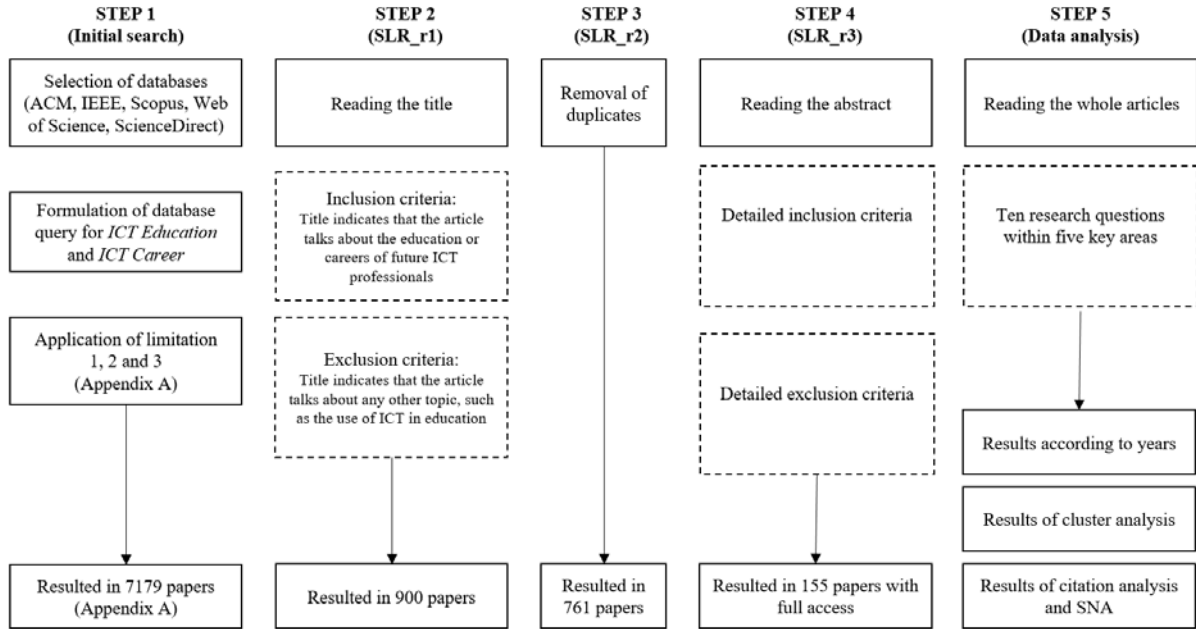 STEP 1
(Initial search)
Selection of databases
(ACM, IEEE, Scopus, Web
of Science, ScienceDirect)
Formulation of database
query for ICT Education
and ICT Career
Application of limitation
1, 2 and 3
(Appendix A)
Resulted in 7179 papers
(Appendix A)
STEP 2
(SLR_r1)
Reading the title
Inclusion criteria:
Title indicates that the article
talks about the education or
careers of future ICT
professionals
Exclusion criteria:
Title indicates that the article
talks about any other topic, such
as the use of ICT in education
Resulted in 900 papers
STEP 3
(SLR_r2)
Removal of
duplicates
Resulted in
761 papers
STEP 4
(SLR_r3)
Reading the abstract
Detailed inclusion criteria
Detailed exclusion criteria
Resulted in 155 papers with
full access
STEP 5
(Data analysis)
Reading the whole articles
Ten research questions
within five key areas
Results according to years
Results of cluster analysis
Results of citation analysis
and SNA